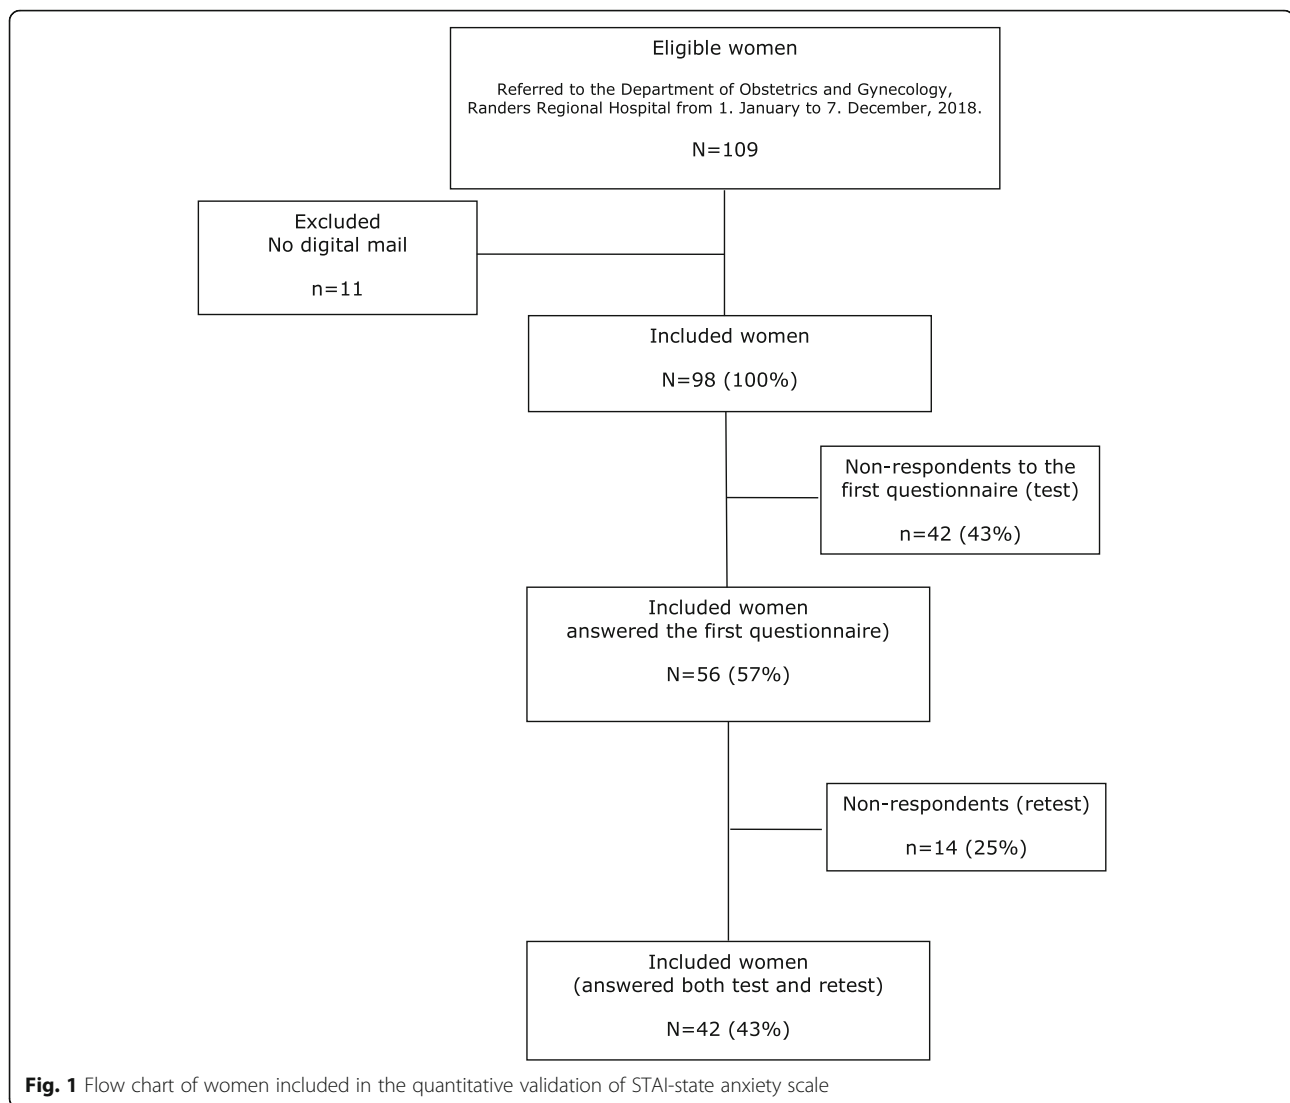 Eligible women
Referred to the Department of Obstetrics and Gynecology,
Randers Regional Hospital from 1. January to 7. December, 2018.
N=109
Excluded
No digital mail
n=11
Included women
N=98 (100%)
Non-respondents to the
first questionnaire (test)
n=42 (43%)
Included women
answered the first questionnaire)
N=56 (57%)
Non-respondents (retest)
n=14 (25%)
Included women
(answered both test and retest)
N=42 (43%)
Fig. 1 Flow chart of women included in the quantitative validation of STAI-state anxiety scale